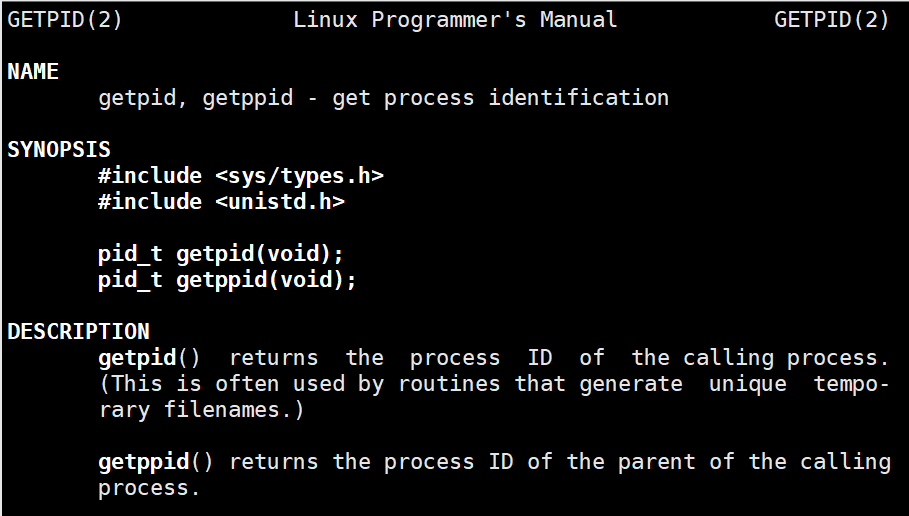 GETPID(2) Linux Programmer's Manual GETPID(2)
NAME
getpid, getppid - get process identification
SYNOPSIS
#include <sys/types.h>
#include <unistd.h>
pid_t getpid(void);
pid_t getppid(void);
DESCRIPTION
getpid() returns the process ID of the calling process.
(This is often used by routines that generate unique tempo-
rary filenames.)
getppid() returns the process ID of the parent of the calling
process.